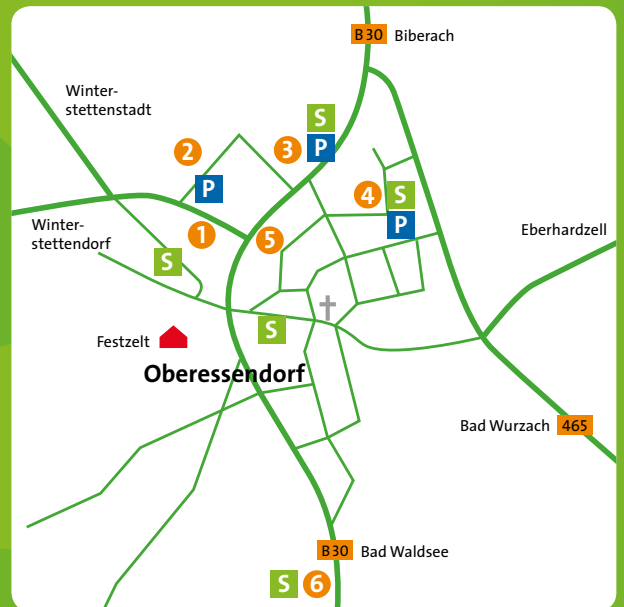 B30 Biberach
Winter-
stettenstadt
S
2
3
P
P
4
S
P
Winter-
stettendorf
1
5
Eberhardzell
S
S
Festzelt
Oberessendorf
Bad Wurzach 465
B30 Bad Waldsee
S 6